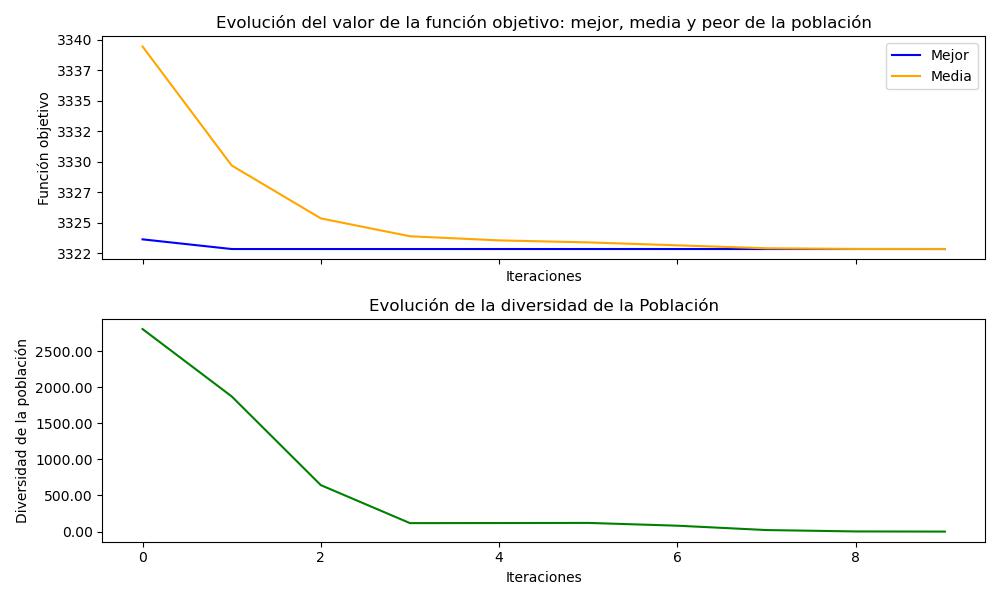 Evolución del valor de la función objetivo: mejor, media y peor de la población
Función objetivo
3340
3337
3335
3332
3330
3327
3325
3322
Mejor
Media
Iteraciones
Evolución de la diversidad de la Población
Diversidad de la población
2500.00
2000.00
1500.00
1000.00
500.00
0.00
0 2 4 6 8
Iteraciones